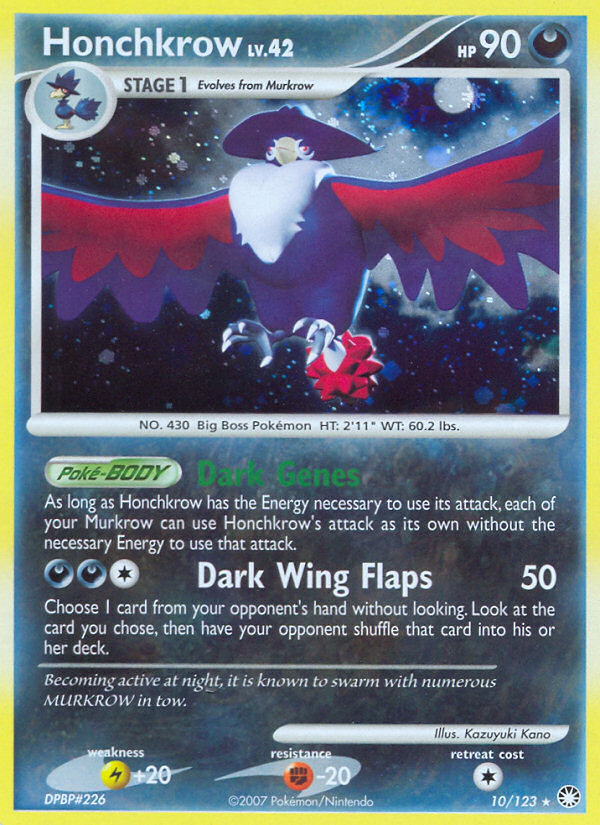 Honchkrow LV.42 HP 90
STAGE 1 Evolves from Murkrow
NO. 430 Big Boss Pokémon HT: 2'11" WT: 60.2 lbs.
Poké-BODY Dark Genes
As long as Honchkrow has the Energy necessary to use its attack, each of
your Murkrow can use Honchkrow's attack as its own without the
necessary Energy to use that attack.
Dark Wing Flaps 50
Choose 1 card from your opponent's hand without looking. Look at the
card you chose, then have your opponent shuffle that card into his or
her deck.
Becoming active at night, it is known to swarm with numerous
MURKROW in tow.
Illus. Kazuyuki Kano
weakness resistance retreat cost
+20 -20
DPBP#226 ©2007 Pokémon/Nintendo 10/123 ★